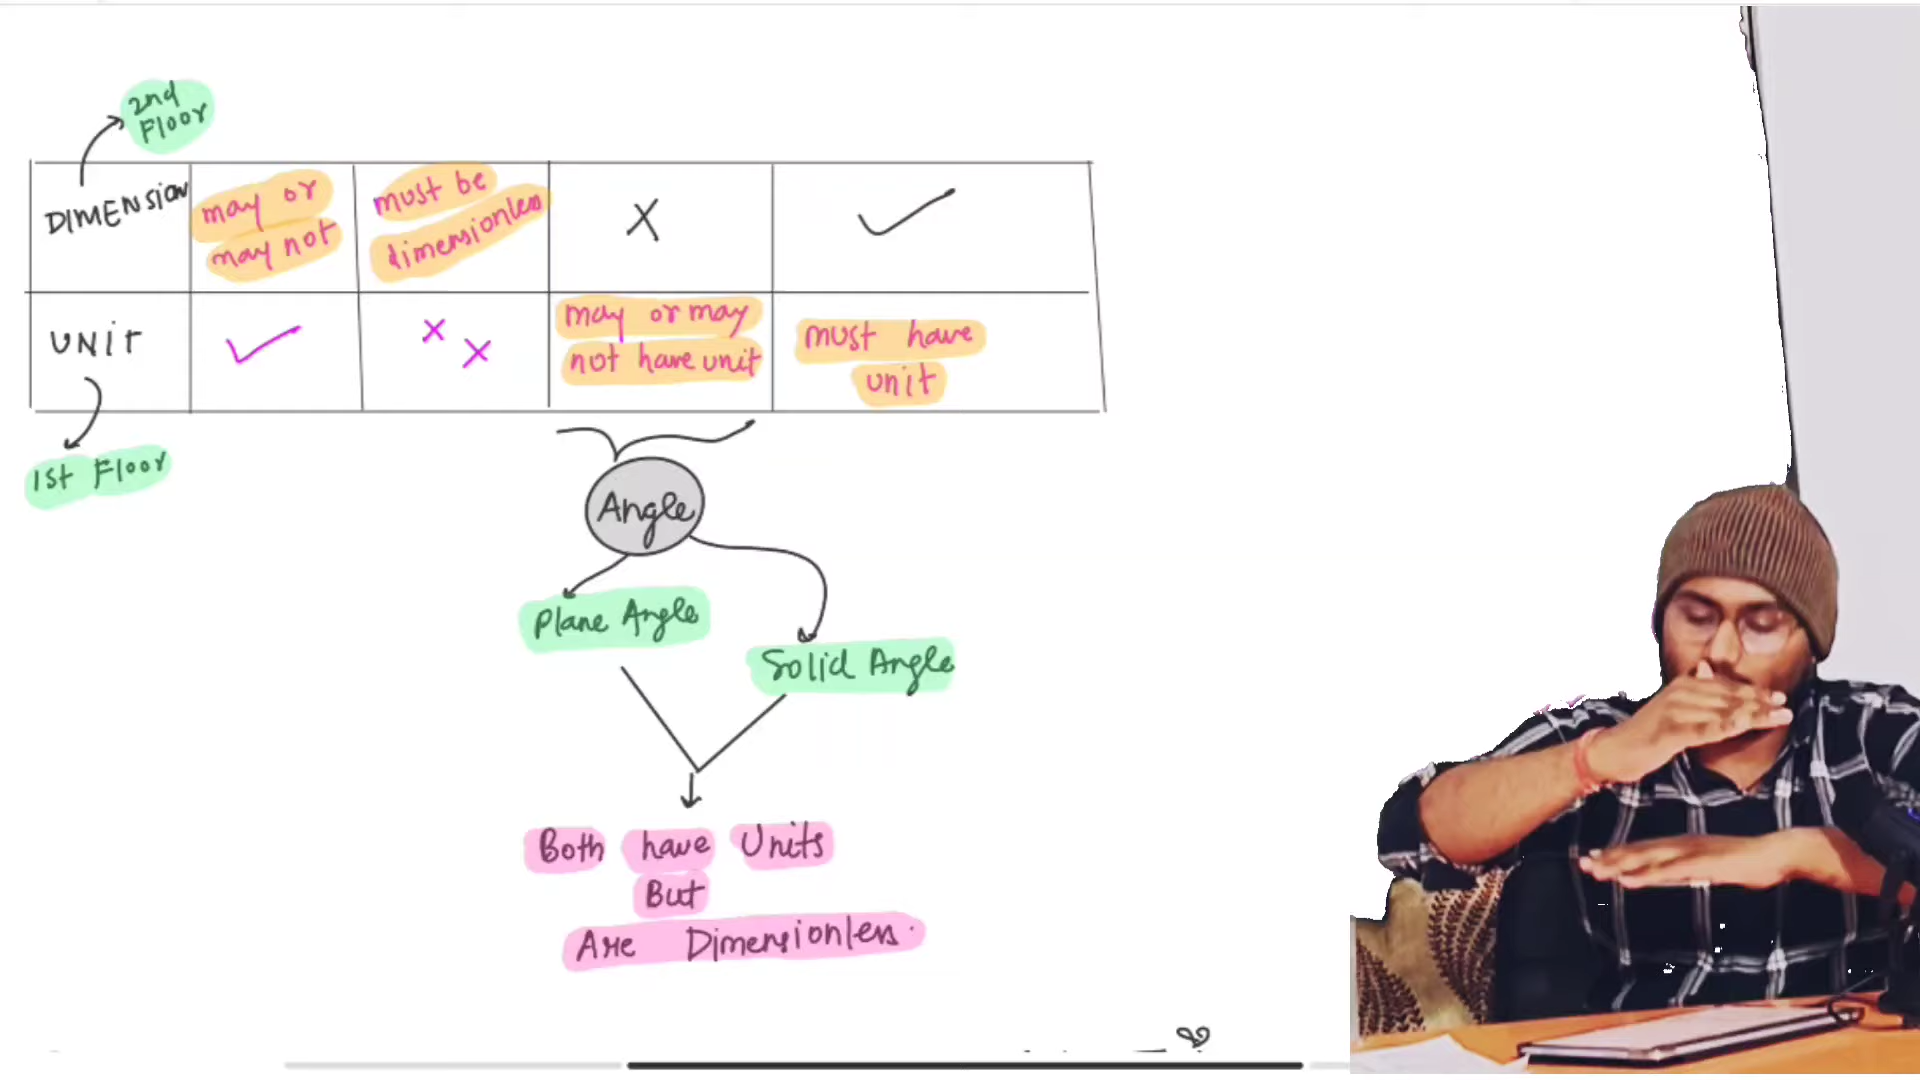 2nd
Floor
DIMENSION
may or
may not
must be
dimensionless
X
✓
UNIT
✓
X
X
may or may
not have unit
must have
unit
1st Floor
Angle
Plane Angle
Solid Angle
Both have Units
But
Are Dimensionless.